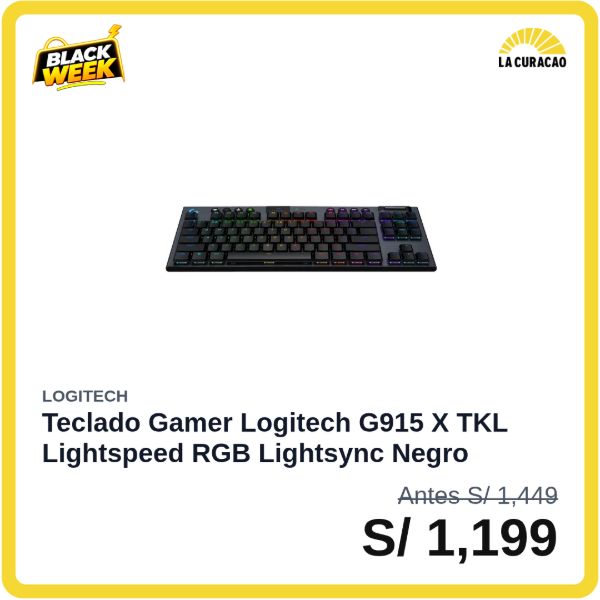 BLACK
WEEK
LA CURACAO
LOGITECH
Teclado Gamer Logitech G915 X TKL
Lightspeed RGB Lightsync Negro
Antes S/ 1,449
S/ 1,199